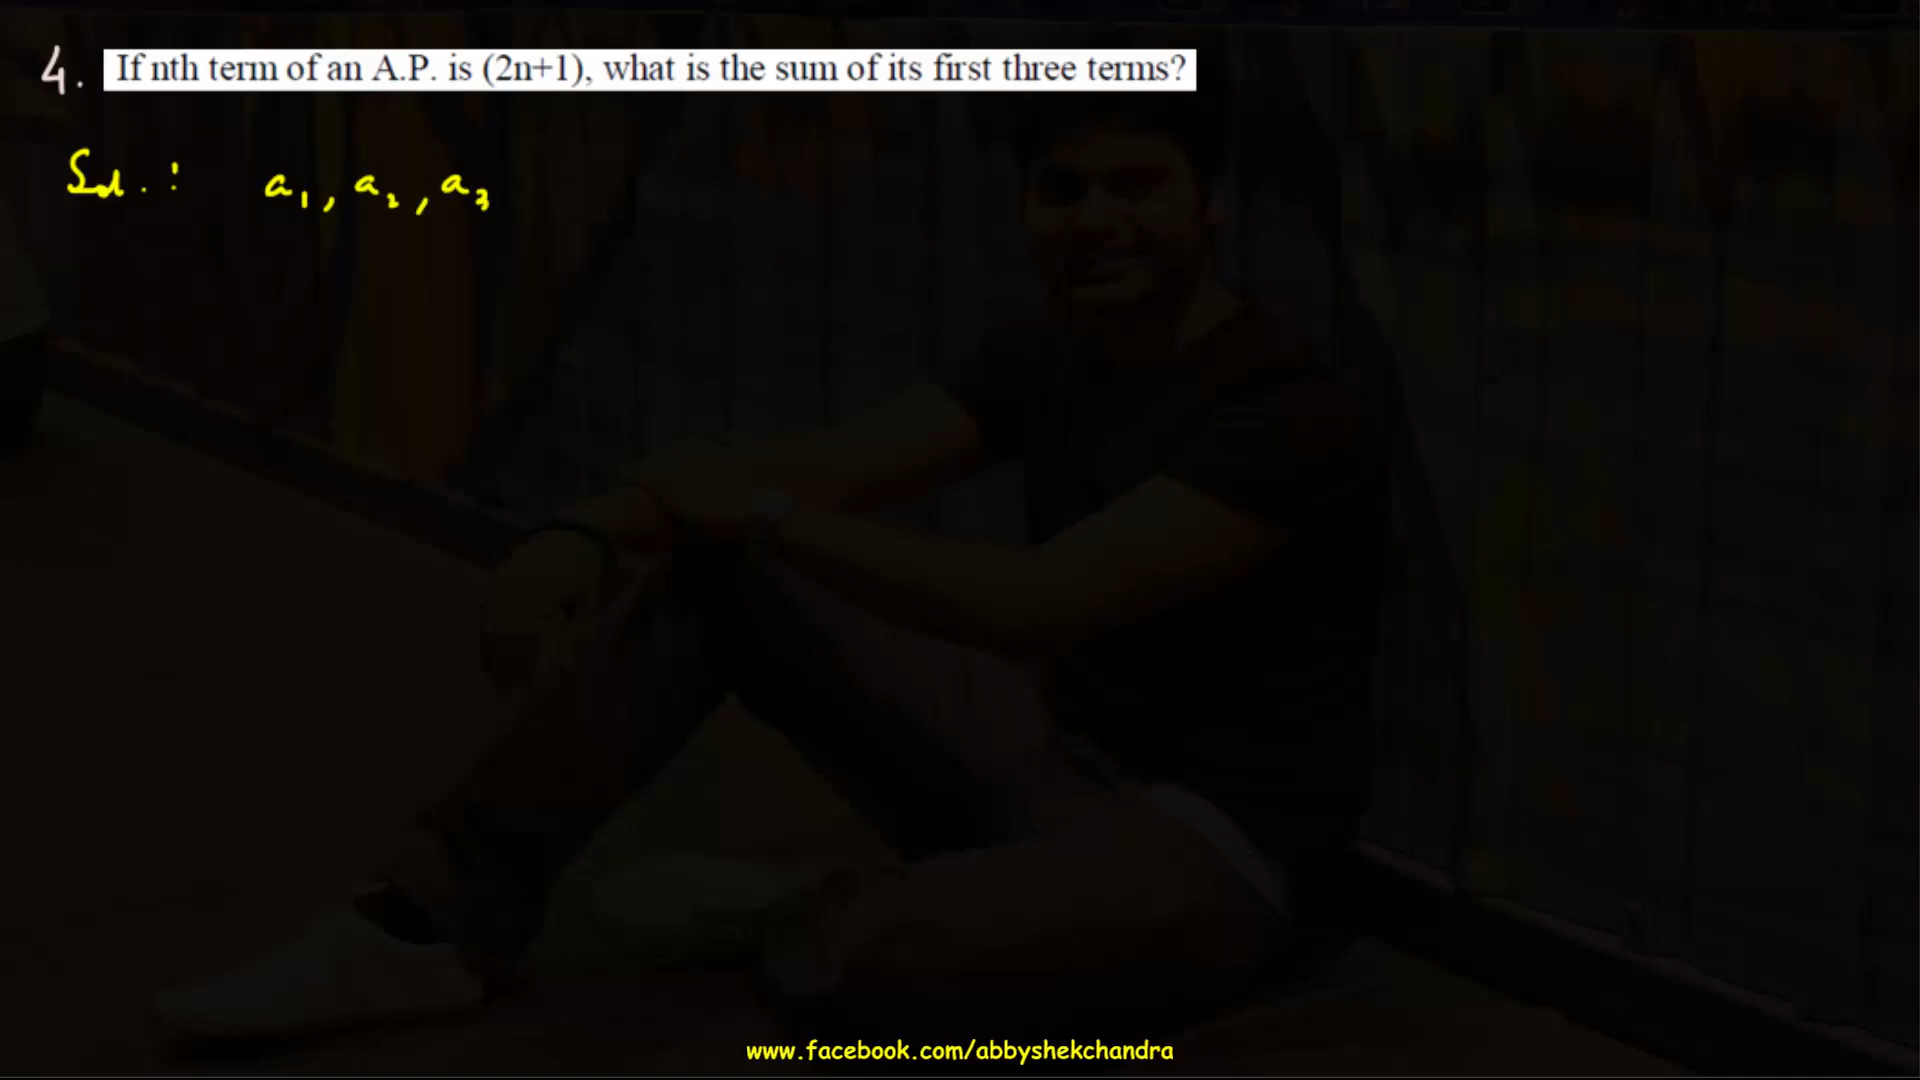 4. If nth term of an A.P. is (2n+1), what is the sum of its first three terms?
Sol. : a₁, a₂, a₃
www.facebook.com/abbyshekchandra